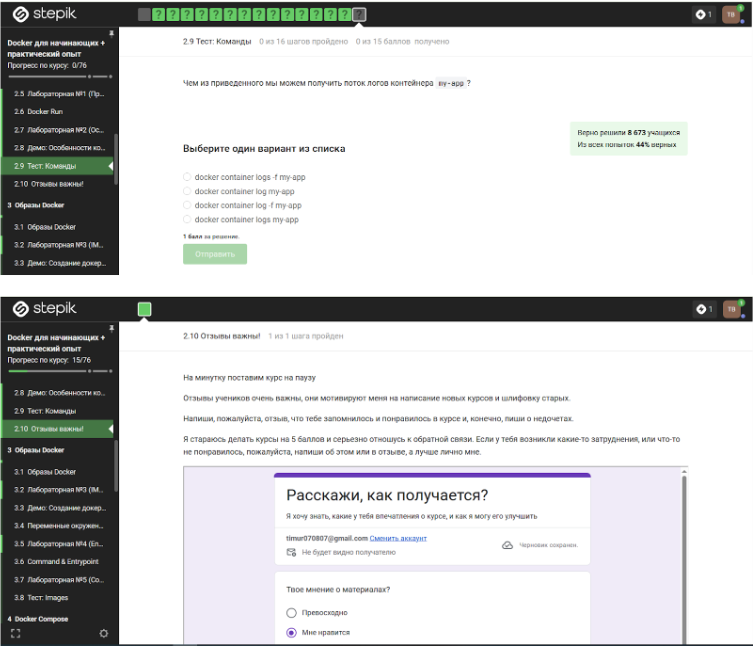 stepik
? ? ? ? ? ? ? ? ? ? ? ? ? ? ?
1
ТВ
Docker для начинающих +
практический опыт
Прогресс по курсу: 0/76
2.5 Лабораторная №1 (Пр...
2.6 Docker Run
2.7 Лабораторная №2 (Ос...
2.8 Демо: Особенности ко...
2.9 Тест: Команды
2.10 Отзывы важны!
3 Образы Docker
3.1 Образы Docker
3.2 Лабораторная №3 (IM...
3.3 Демо: Создание докер...
2.9 Тест: Команды 0 из 16 шагов пройдено 0 из 15 баллов получено
Чем из приведенного мы можем получить поток логов контейнера my-app ?
Верно решили 8 673 учащихся
Из всех попыток 44% верных
Выберите один вариант из списка
docker container logs -f my-app
docker container log my-app
docker container log -f my-app
docker container logs my-app
1 балл за решение.
Отправить
stepik
1
ТВ
Docker для начинающих +
практический опыт
Прогресс по курсу: 15/76
2.8 Демо: Особенности ко...
2.9 Тест: Команды
2.10 Отзывы важны!
3 Образы Docker
3.1 Образы Docker
3.2 Лабораторная №3 (IM...
3.3 Демо: Создание докер...
3.4 Переменные окружен...
3.5 Лабораторная №4 (En...
3.6 Command & Entrypoint
3.7 Лабораторная №5 (Co...
3.8 Тест: Images
4 Docker Compose
2.10 Отзывы важны! 1 из 1 шага пройден
На минутку поставим курс на паузу
Отзывы учеников очень важны, они мотивируют меня на написание новых курсов и шлифовку старых.
Напиши, пожалуйста, отзыв, что тебе запомнилось и понравилось в курсе и, конечно, пиши о недочетах.
Я стараюсь делать курсы на 5 баллов и серьезно отношусь к обратной связи. Если у тебя возникли какие-то затруднения, или что-то
не понравилось, пожалуйста, напиши об этом или в отзыве, а лучше лично мне.
Расскажи, как получается?
Я хочу знать, какие у тебя впечатления о курсе, и как я могу его улучшить
timur070807@gmail.com Сменить аккаунт
Не будет видно получателю
Черновик сохранен.
Твое мнение о материалах?
Превосходно
Мне нравится